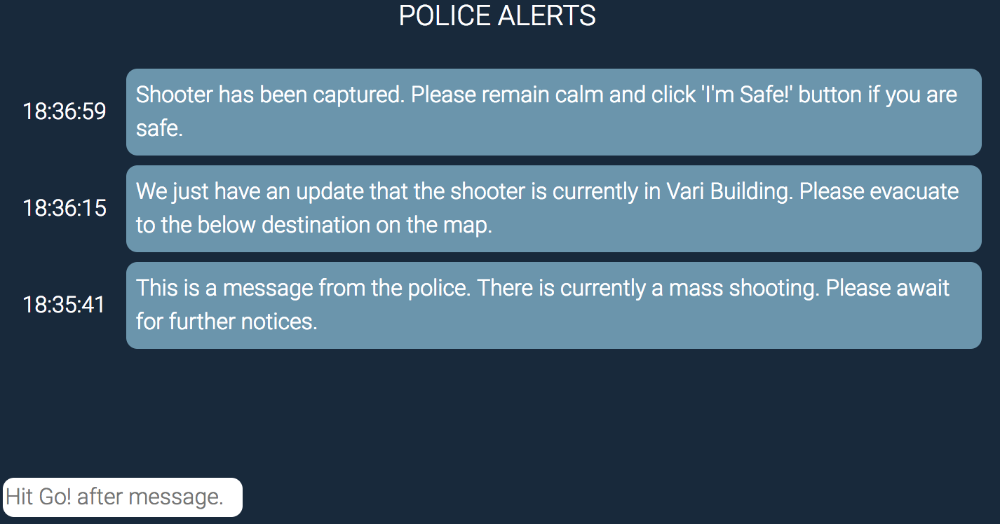 POLICE ALERTS
18:36:59
Shooter has been captured. Please remain calm and click 'I'm Safe!' button if you are
safe.
18:36:15
We just have an update that the shooter is currently in Vari Building. Please evacuate
to the below destination on the map.
18:35:41
This is a message from the police. There is currently a mass shooting. Please await
for further notices.
Hit Go! after message.